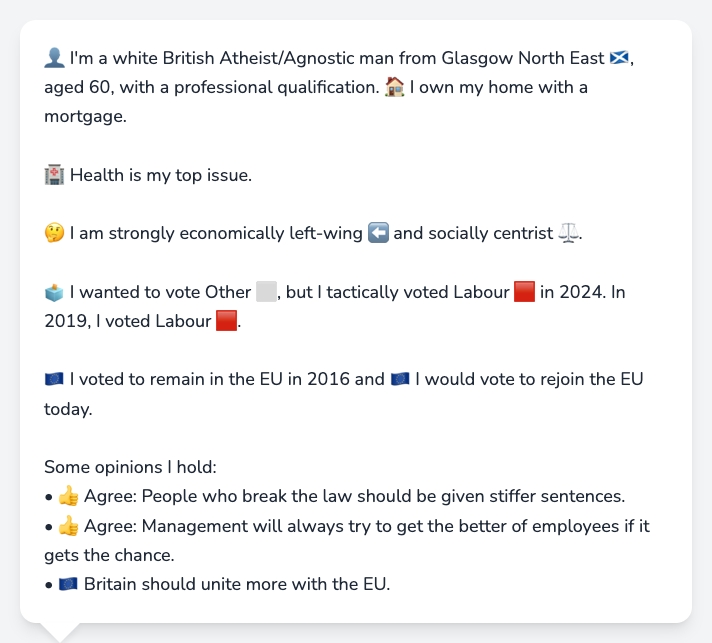 👤 I'm a white British Atheist/Agnostic man from Glasgow North East 🏴󠁧󠁢󠁳󠁣󠁴󠁿,
aged 60, with a professional qualification. 🏠 I own my home with a
mortgage.
🏥 Health is my top issue.
🤔 I am strongly economically left-wing ⬅️ and socially centrist ⚖️.
🗳️ I wanted to vote Other ⬜, but I tactically voted Labour 🟥 in 2024. In
2019, I voted Labour 🟥.
🇪🇺 I voted to remain in the EU in 2016 and 🇪🇺 I would vote to rejoin the EU
today.
Some opinions I hold:
• 👍 Agree: People who break the law should be given stiffer sentences.
• 👍 Agree: Management will always try to get the better of employees if it
gets the chance.
• 🇪🇺 Britain should unite more with the EU.